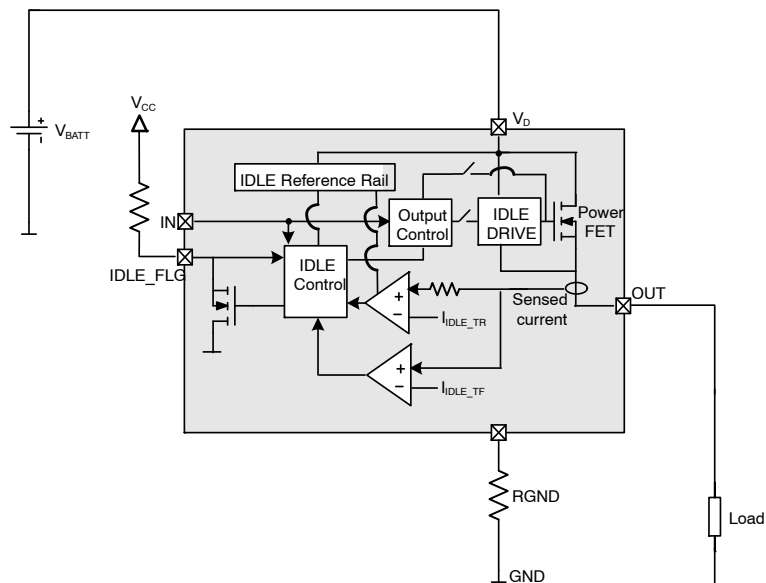 V_CC
V_BATT
+
-
V_D
IDLE Reference Rail
IN
Output
Control
IDLE
DRIVE
Power
FET
IDLE_FLG
IDLE
Control
+
-
I_IDLE_TR
Sensed
current
OUT
+
-
I_IDLE_TF
RGND
Load
GND